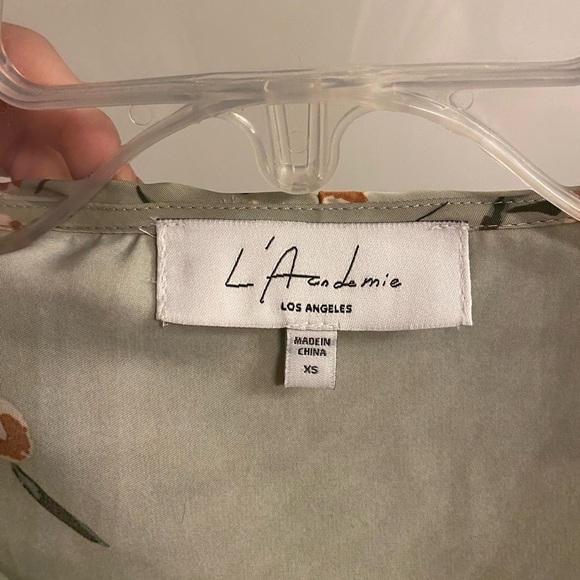 L'Academie
LOS ANGELES
MADE IN
CHINA
XS